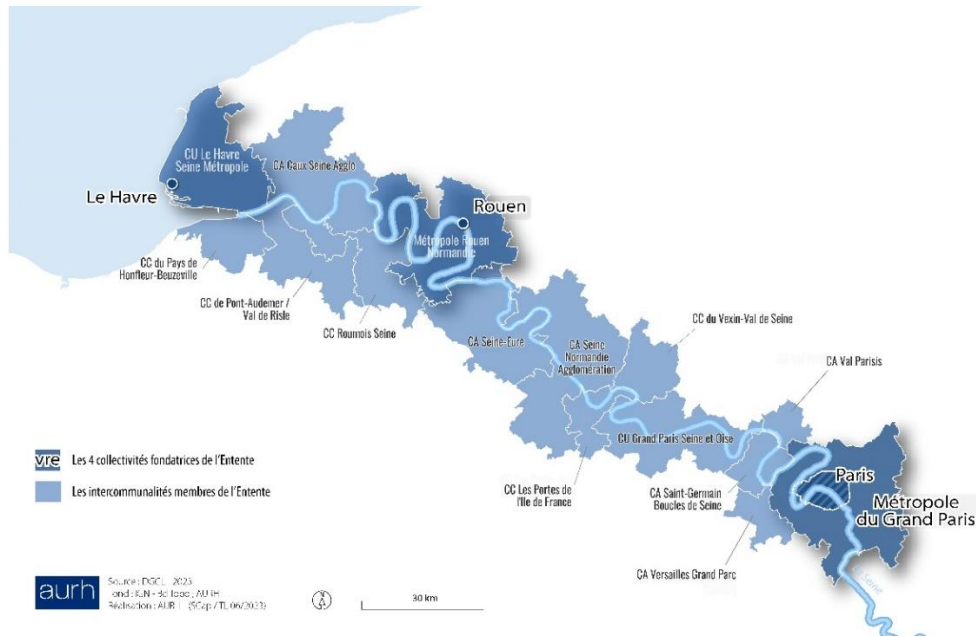 CU Le Havre
Seine Métropole
CA Caux Seine Agglo
Le Havre
Rouen
Métropole Rouen
Normandie
CC du Pays de
Honfleur-Beuzeville
CC de Pont-Audemer /
Val de Risle
CC Roumois Seine
CA Seine-Eure
CA Seine
Normandie
Agglomération
CC du Vexin-Val de Seine
CA Val Parisis
CU Grand Paris Seine et Oise
CC Les Portes de
l'Ile de France
CA Saint-Germain
Boucles de Seine
Paris
Métropole
du Grand Paris
CA Versailles Grand Parc
La Seine
vre Les 4 collectivités fondatrices de l'Entente
Les intercommunalités membres de l'Entente
aurh
Source : DGCL 2023
30 km